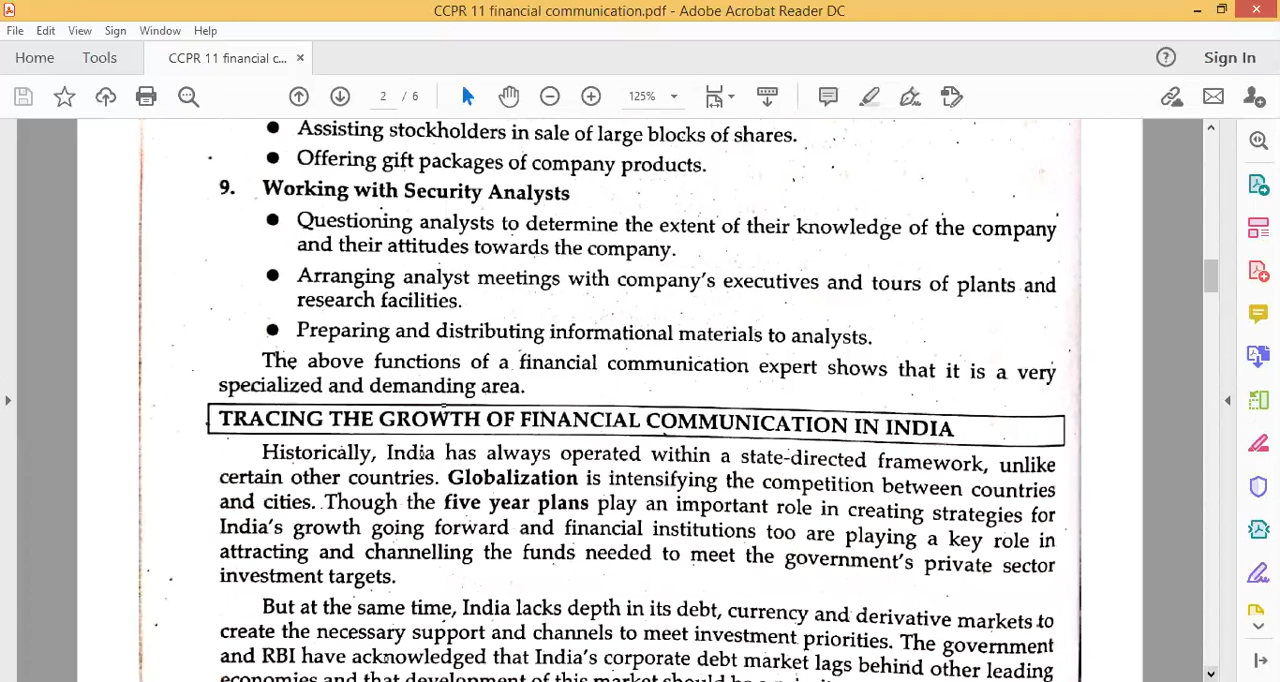 CCPR 11 financial communication.pdf - Adobe Acrobat Reader DC
File Edit View Sign Window Help
Home Tools CCPR 11 financial c... × Sign In
2 / 6 125%
• Assisting stockholders in sale of large blocks of shares.
• Offering gift packages of company products.
9. Working with Security Analysts
• Questioning analysts to determine the extent of their knowledge of the company
and their attitudes towards the company.
• Arranging analyst meetings with company's executives and tours of plants and
research facilities.
• Preparing and distributing informational materials to analysts.
The above functions of a financial communication expert shows that it is a very
specialized and demanding area.
TRACING THE GROWTH OF FINANCIAL COMMUNICATION IN INDIA
Historically, India has always operated within a state-directed framework, unlike
certain other countries. Globalization is intensifying the competition between countries
and cities. Though the five year plans play an important role in creating strategies for
India's growth going forward and financial institutions too are playing a key role in
attracting and channelling the funds needed to meet the government's private sector
investment targets.
But at the same time, India lacks depth in its debt, currency and derivative markets to
create the necessary support and channels to meet investment priorities. The government
and RBI have acknowledged that India's corporate debt market lags behind other leading
economies and that development of this market should be a